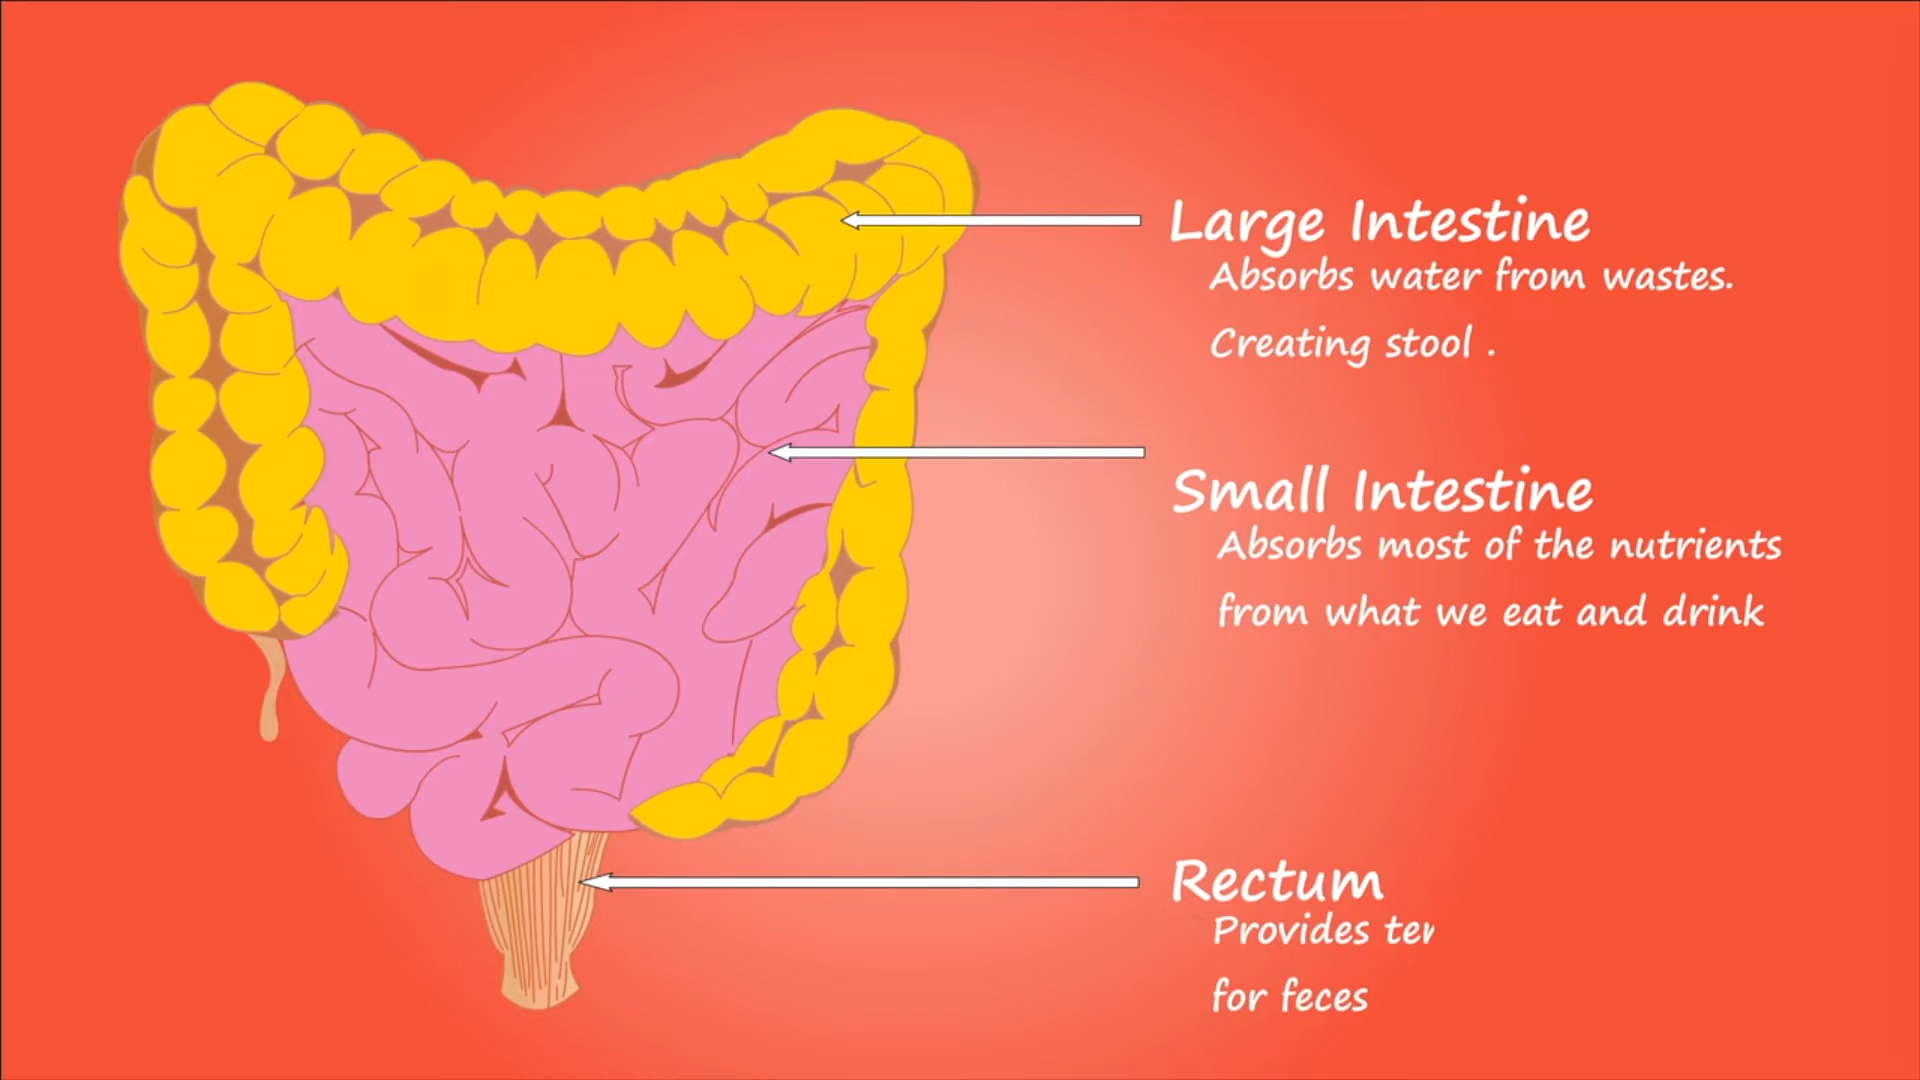 Large Intestine
Absorbs water from wastes.
Creating stool .
Small Intestine
Absorbs most of the nutrients
from what we eat and drink
Rectum
Provides
for feces